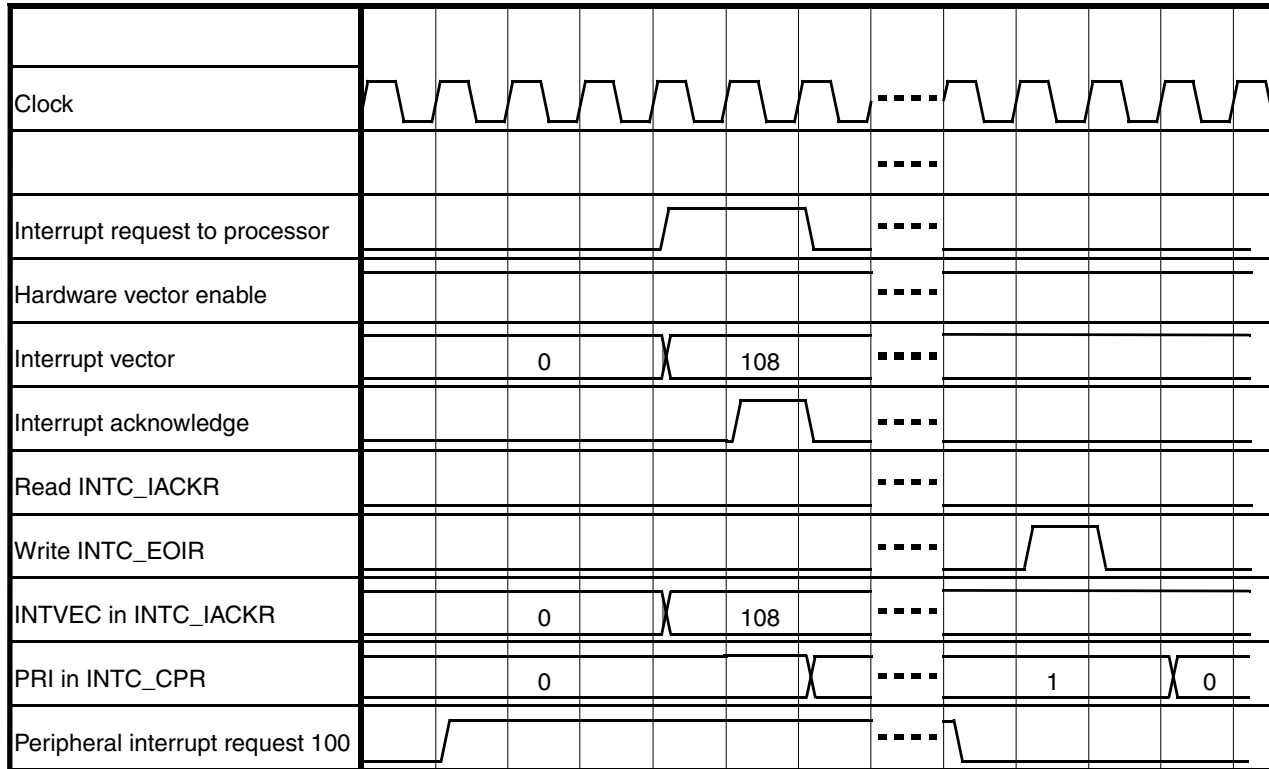 Clock
Interrupt request to processor
Hardware vector enable
Interrupt vector 0 108
Interrupt acknowledge
Read INTC_IACKR
Write INTC_EOIR
INTVEC in INTC_IACKR 0 108
PRI in INTC_CPR 0 1 0
Peripheral interrupt request 100